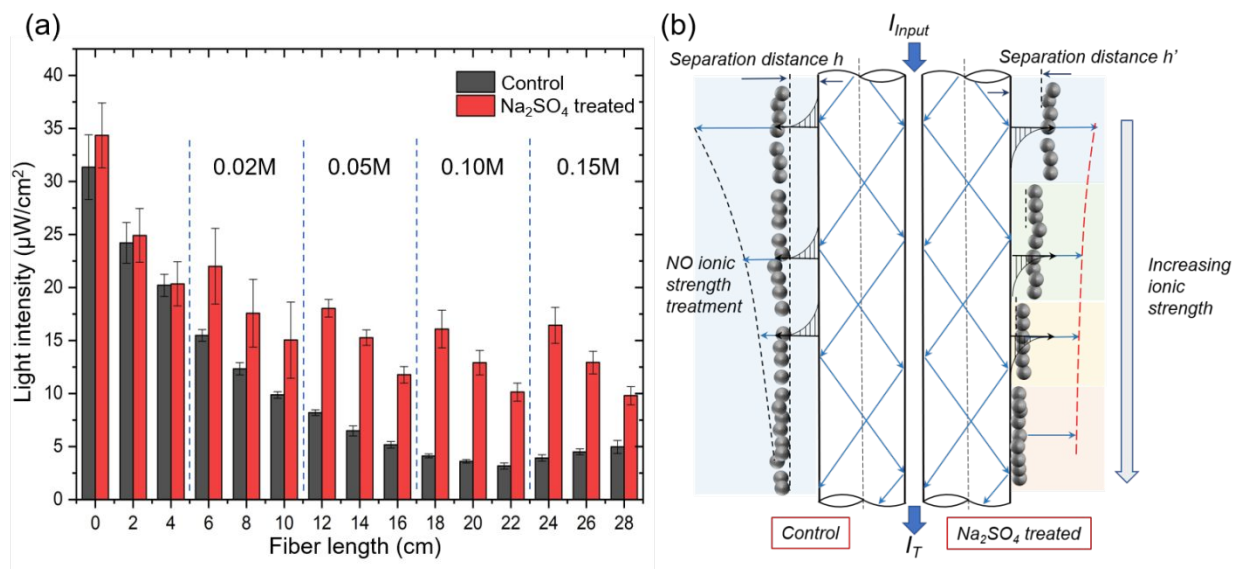 (a)
Light intensity (µW/cm²)
40
35
30
25
20
15
10
5
0
Control
Na₂SO₄ treated
0.02M
0.05M
0.10M
0.15M
0 2 4 6 8 10 12 14 16 18 20 22 24 26 28
Fiber length (cm)
(b)
I_Input
Separation distance h
Separation distance h'
NO ionic
strength
treatment
Increasing
ionic
strength
Control
I_T
Na₂SO₄ treated